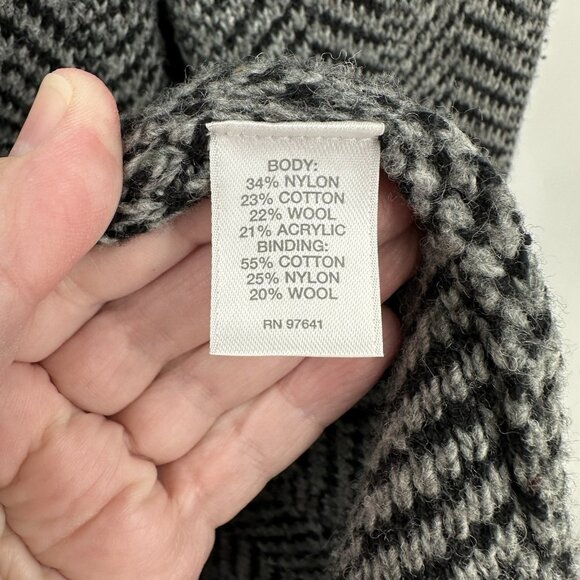 BODY:
34% NYLON
23% COTTON
22% WOOL
21% ACRYLIC
BINDING:
55% COTTON
25% NYLON
20% WOOL
RN 97641